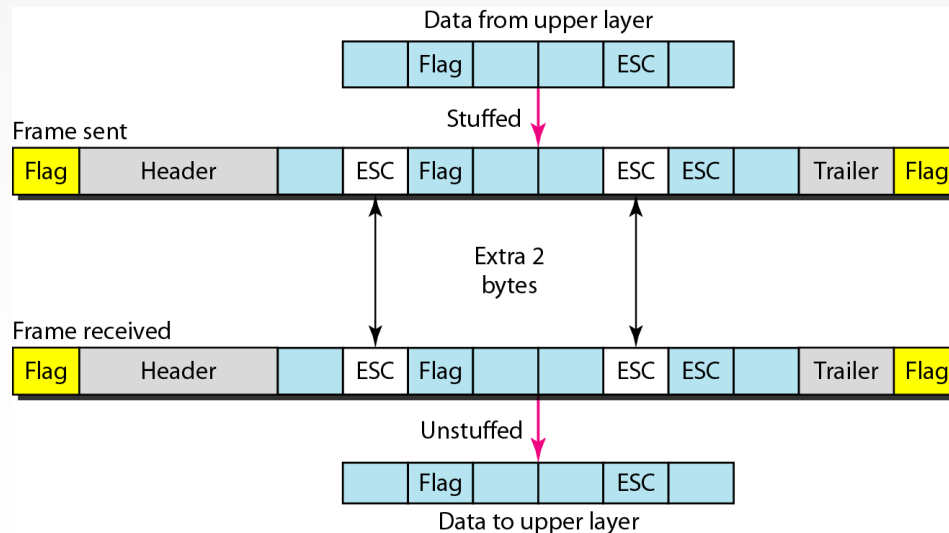 Data from upper layer
Flag ESC
Stuffed
Frame sent
Flag Header ESC Flag ESC ESC Trailer Flag
Extra 2
bytes
Frame received
Flag Header ESC Flag ESC ESC Trailer Flag
Unstuffed
Flag ESC
Data to upper layer